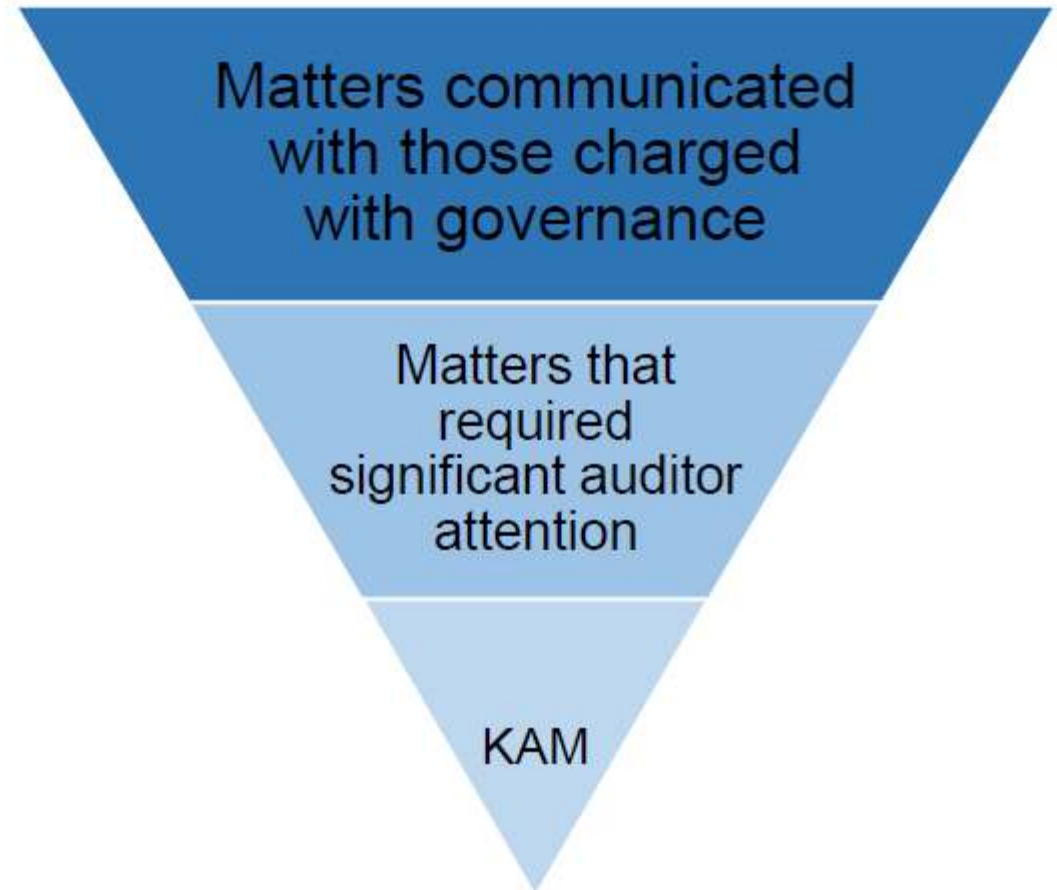 Matters communicated
with those charged
with governance
Matters that
required
significant auditor
attention
KAM